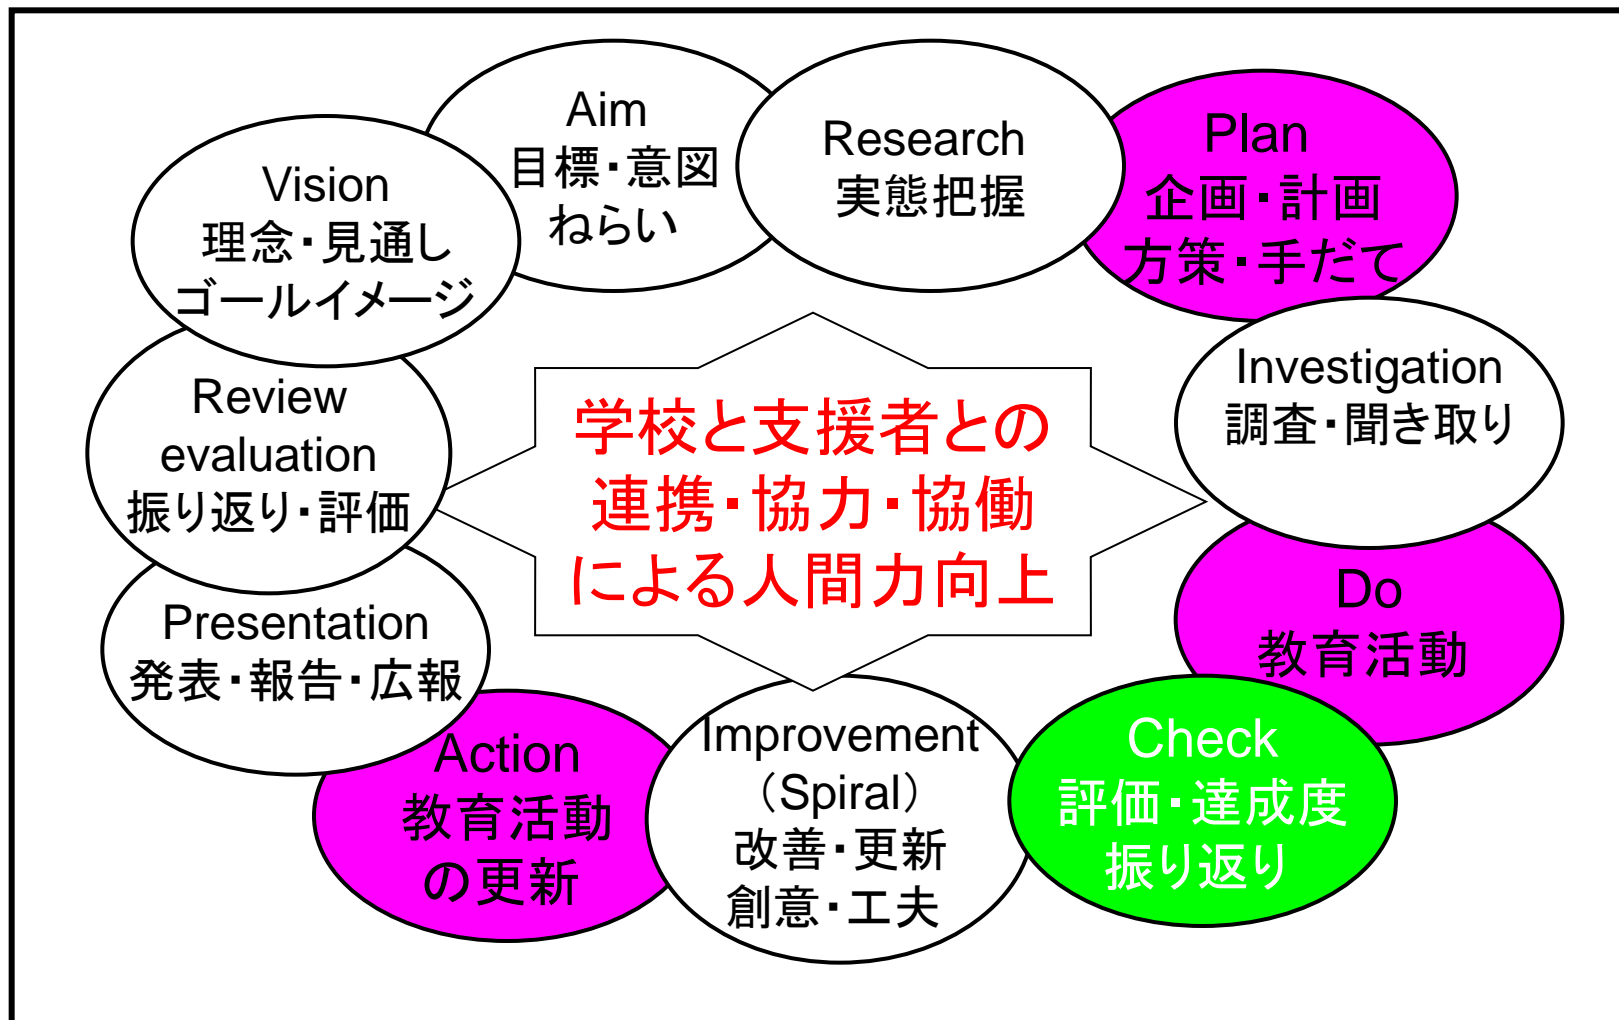 Vision
理念・見通し
ゴールイメージ
Aim
目標・意図
ねらい
Research
実態把握
Plan
企画・計画
方策・手だて
Investigation
調査・聞き取り
Do
教育活動
Check
評価・達成度
振り返り
Improvement
（Spiral）
改善・更新
創意・工夫
Action
教育活動
の更新
Presentation
発表・報告・広報
Review
evaluation
振り返り・評価
学校と支援者との
連携・協力・協働
による人間力向上